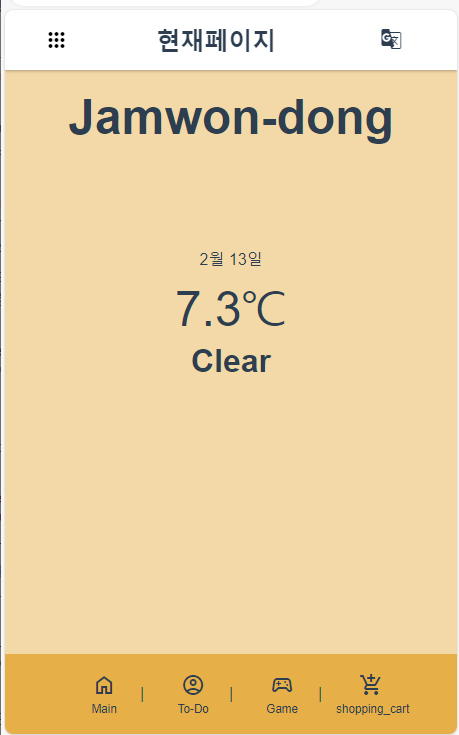 현재페이지
Jamwon-dong
2월 13일
7.3℃
Clear
Main | To-Do | Game | shopping_cart